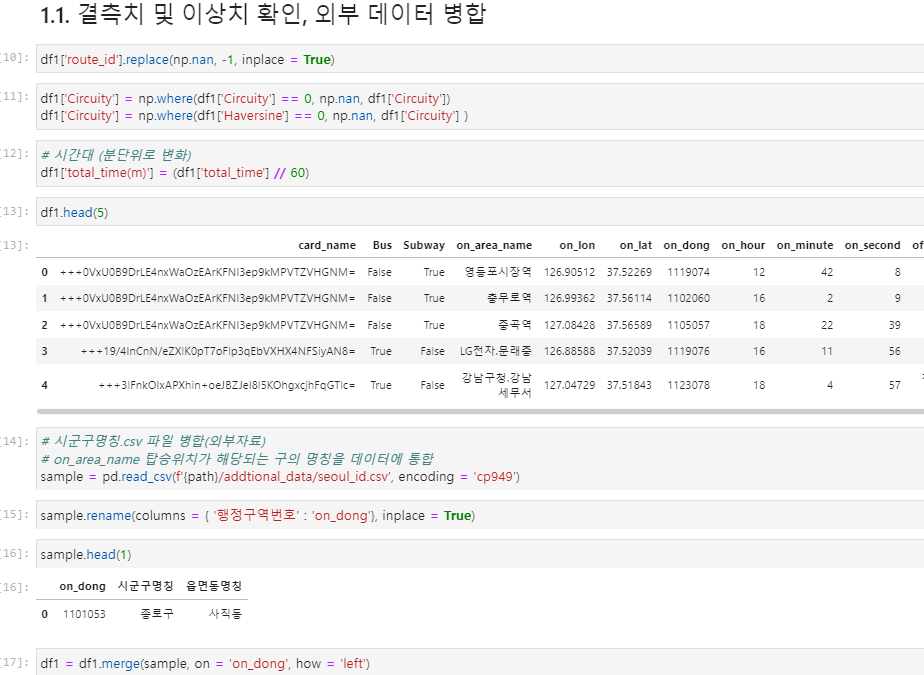 1.1. 결측치 및 이상치 확인, 외부 데이터 병합
[10]: df1['route_id'].replace(np.nan, -1, inplace = True)
[11]: df1['Circuity'] = np.where(df1['Circuity'] == 0, np.nan, df1['Circuity'])
df1['Circuity'] = np.where(df1['Haversine'] == 0, np.nan, df1['Circuity'] )
[12]: # 시간대 (분단위로 변화)
df1['total_time(m)'] = (df1['total_time'] // 60)
[13]: df1.head(5)
[13]: card_name Bus Subway on_area_name on_lon on_lat on_dong on_hour on_minute on_second of
0 +++0VxU0B9DrLE4nxWaOzEArKFNI3ep9kMPVTZVHGNM= False True 영등포시장역 126.90512 37.52269 1119074 12 42 8
1 +++0VxU0B9DrLE4nxWaOzEArKFNI3ep9kMPVTZVHGNM= False True 충무로역 126.99362 37.56114 1102060 16 2 9
2 +++0VxU0B9DrLE4nxWaOzEArKFNI3ep9kMPVTZVHGNM= False True 중곡역 127.08428 37.56589 1105057 18 22 39
3 +++19/4InCnN/eZXlK0pT7oFlp3qEbVXHX4NFSiyAN8= True False LG전자.문래중 126.88588 37.52039 1119076 16 11 56
4 +++3IFnkOIxAPXhin+oeJBZJeI8I5KOhgxcjhFqGTIc= True False 강남구청.강남세무서 127.04729 37.51843 1123078 18 4 57
[14]: # 시군구명칭.csv 파일 병합(외부자료)
# on_area_name 탑승위치가 해당되는 구의 명칭을 데이터에 통합
sample = pd.read_csv(f'{path}/addtional_data/seoul_id.csv', encoding = 'cp949')
[15]: sample.rename(columns = { '행정구역번호' : 'on_dong'}, inplace = True)
[16]: sample.head(1)
[16]: on_dong 시군구명칭 읍면동명칭
0 1101053 종로구 사직동
[17]: df1 = df1.merge(sample, on = 'on_dong', how = 'left')